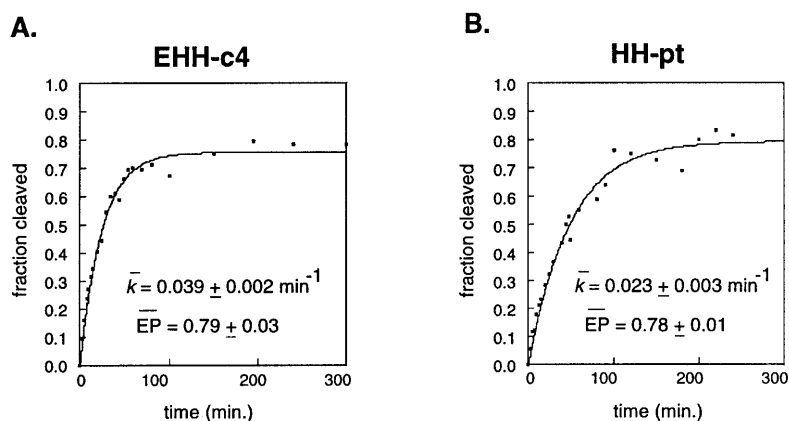 A.
EHH-c4
1.0
0.9
0.8
0.7
0.6
0.5
0.4
0.3
0.2
0.1
0.0
fraction cleaved
k̅ = 0.039 ± 0.002 min⁻¹
E̅P̅ = 0.79 ± 0.03
0 100 200 300
time (min.)
B.
HH-pt
1.0
0.9
0.8
0.7
0.6
0.5
0.4
0.3
0.2
0.1
0.0
fraction cleaved
k̅ = 0.023 ± 0.003 min⁻¹
E̅P̅ = 0.78 ± 0.01
0 100 200 300
time (min.)